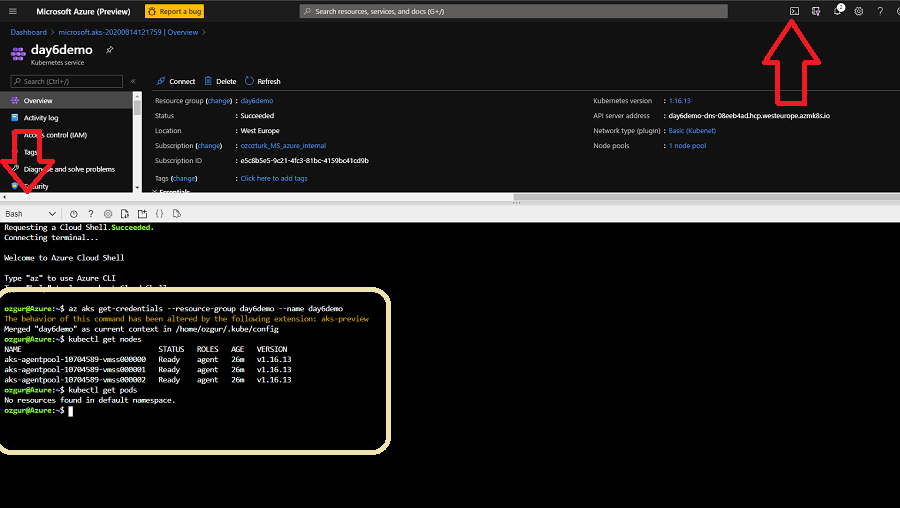 Microsoft Azure (Preview)
Report a bug
Search resources, services, and docs (G+/)
2
Dashboard > microsoft.aks-20200814121759 | Overview >
day6demo
Kubernetes service
Search (Ctrl+/)
«
Overview
Activity log
Access control (IAM)
Tags
Diagnose and solve problems
Security
Connect
Delete
Refresh
Resource group (change) : day6demo
Status : Succeeded
Location : West Europe
Subscription (change) : ozozturk_MS_azure_internal
Subscription ID : e5c8b5e5-9c21-4fc3-81bc-4159bc41cd9b
Tags (change) : Click here to add tags
Essentials
Kubernetes version : 1.16.13
API server address : day6demo-dns-08eeb4ad.hcp.westeurope.azmk8s.io
Network type (plugin) : Basic (Kubenet)
Node pools : 1 node pool
Bash
Requesting a Cloud Shell.Succeeded.
Connecting terminal...
Welcome to Azure Cloud Shell
Type "az" to use Azure CLI
ozgur@Azure:~$ az aks get-credentials --resource-group day6demo --name day6demo
The behavior of this command has been altered by the following extension: aks-preview
Merged "day6demo" as current context in /home/ozgur/.kube/config
ozgur@Azure:~$ kubectl get nodes
NAME STATUS ROLES AGE VERSION
aks-agentpool-10704589-vmss000000 Ready agent 26m v1.16.13
aks-agentpool-10704589-vmss000001 Ready agent 26m v1.16.13
aks-agentpool-10704589-vmss000002 Ready agent 26m v1.16.13
ozgur@Azure:~$ kubectl get pods
No resources found in default namespace.
ozgur@Azure:~$